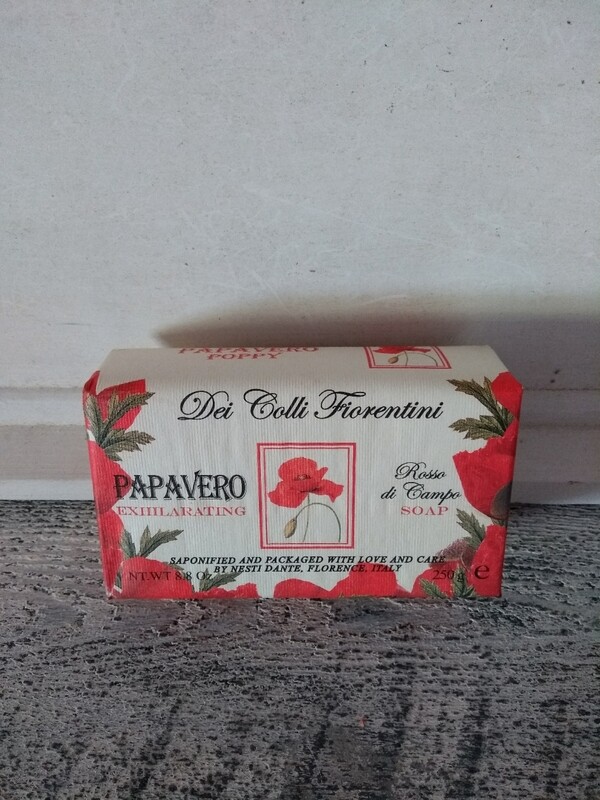 PAPAVERO
POPPY
Dei Colli Fiorentini
PAPAVERO
EXHILARATING
Rosso
di Campo
SOAP
SAPONIFIED AND PACKAGED WITH LOVE AND CARE
BY NESTI DANTE, FLORENCE, ITALY
NT.WT 8.8 Oz
250 g e